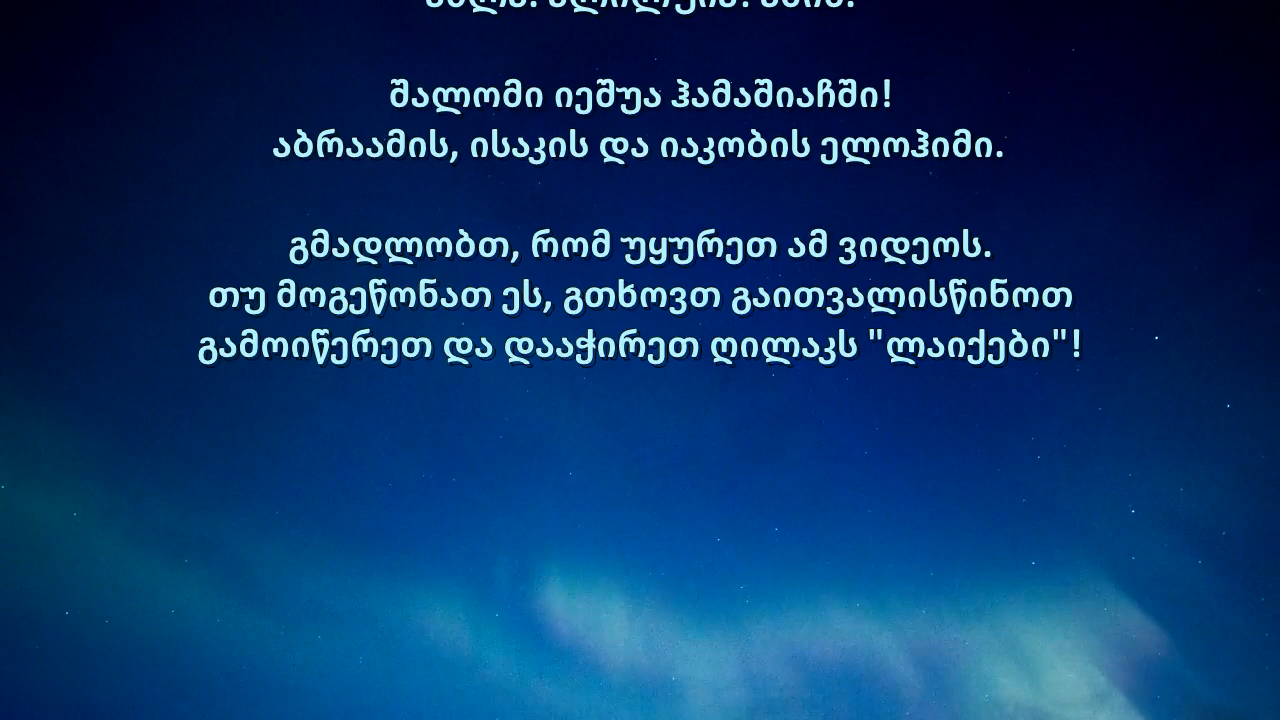 შალომი იეშუა ჰამაშიაჩში!
აბრაამის, ისაკის და იაკობის ელოჰიმი.
გმადლობთ, რომ უყურეთ ამ ვიდეოს.
თუ მოგეწონათ ეს, გთხოვთ გაითვალისწინოთ
გამოიწერეთ და დააჭირეთ ღილაკს "ლაიქები"!